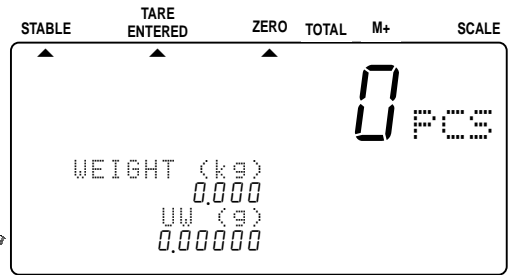 STABLE TARE ENTERED ZERO TOTAL M+ SCALE
0 PCS
WEIGHT (kg)
0.000
UW (g)
0.00000